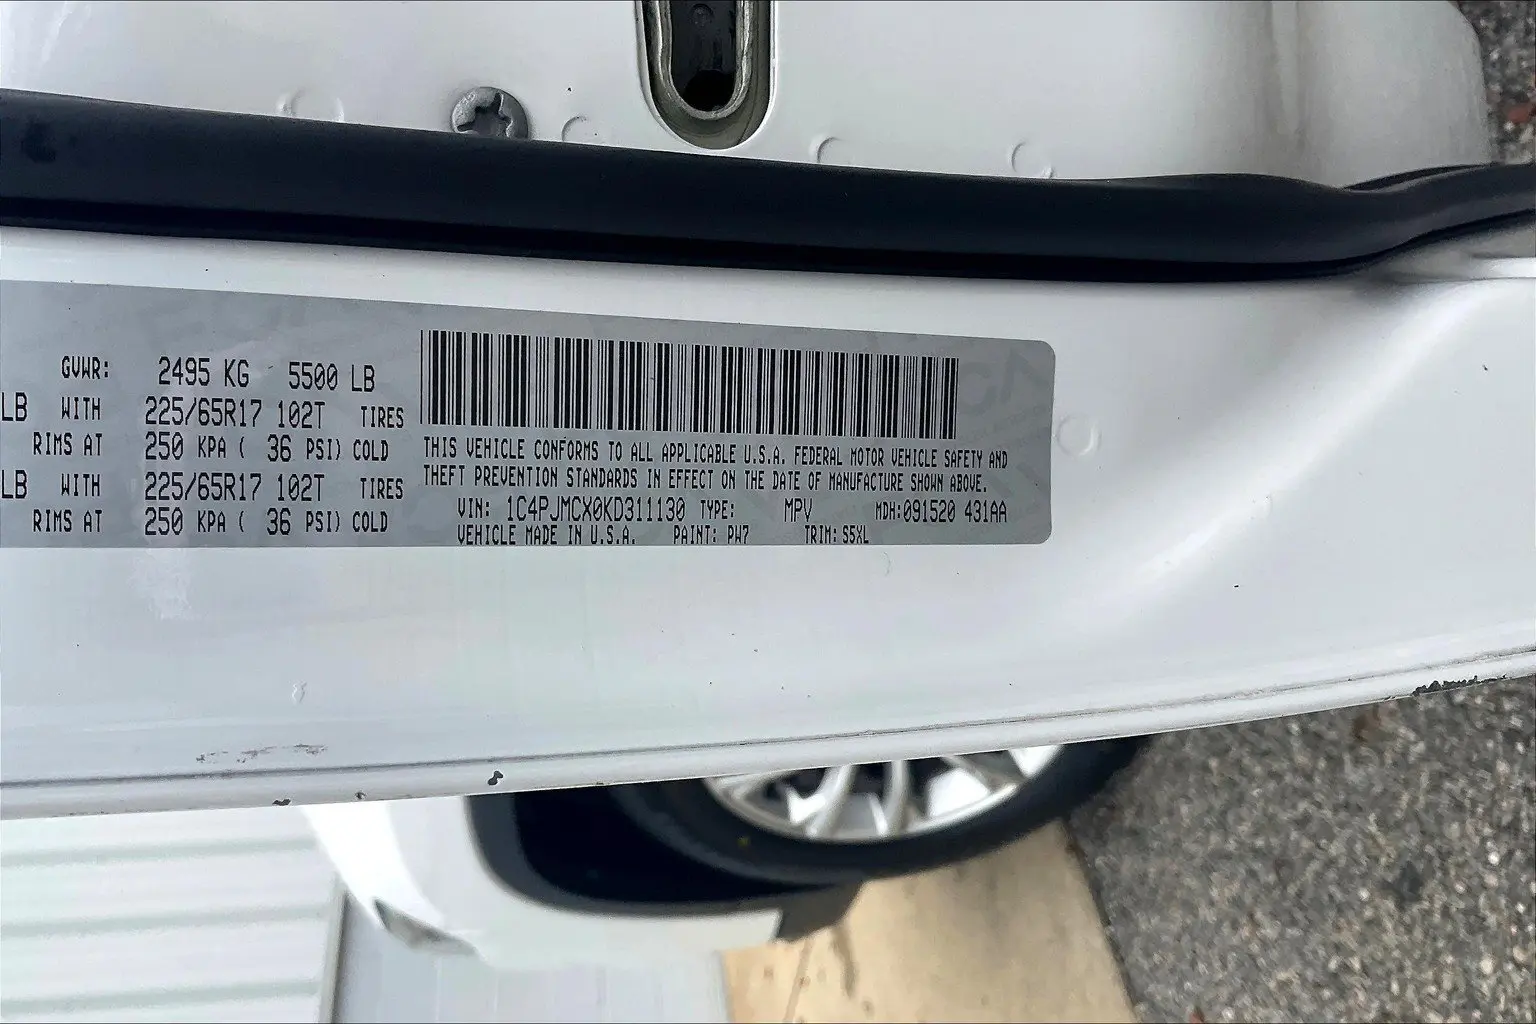 GVWR: 2495 KG 5500 LB
LB WITH 225/65R17 102T TIRES
RIMS AT 250 KPA ( 36 PSI) COLD
LB WITH 225/65R17 102T TIRES
RIMS AT 250 KPA ( 36 PSI) COLD
THIS VEHICLE CONFORMS TO ALL APPLICABLE U.S.A. FEDERAL MOTOR VEHICLE SAFETY AND
THEFT PREVENTION STANDARDS IN EFFECT ON THE DATE OF MANUFACTURE SHOWN ABOVE.
VIN: 1C4PJMCX0KD311130 TYPE: MPV MDH:091520 431AA
VEHICLE MADE IN U.S.A. PAINT: PW7 TRIM: S5XL